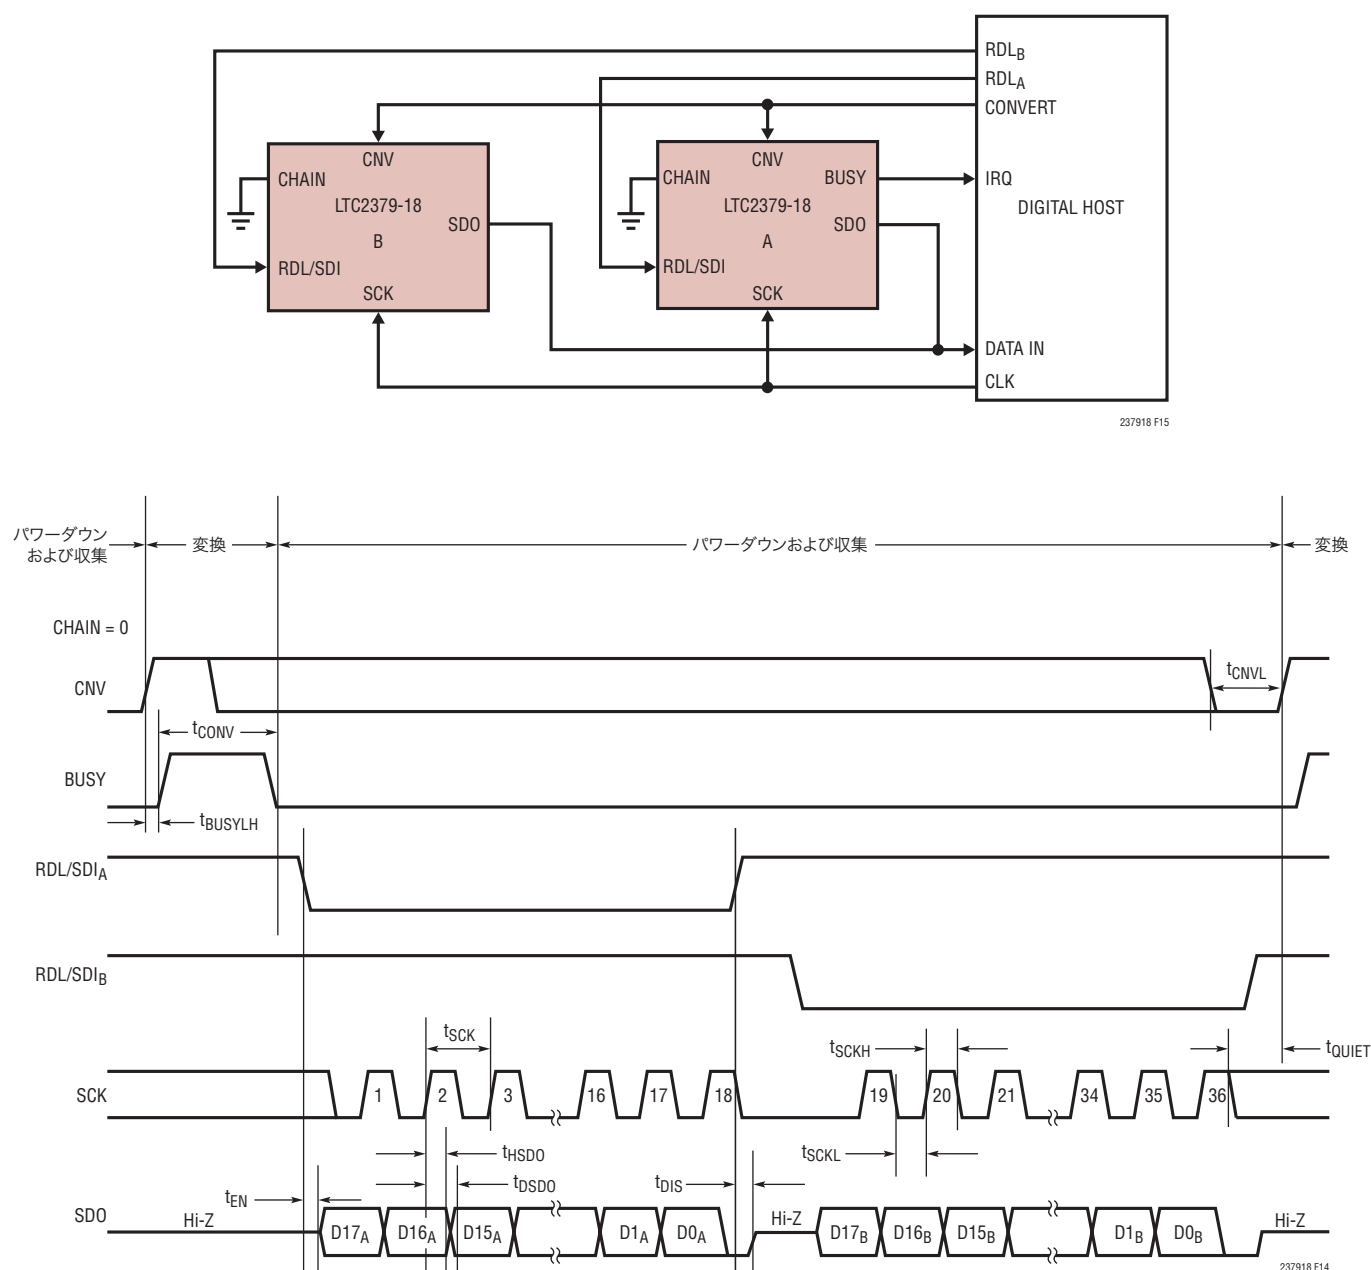 RDLB
RDLA
CONVERT
CNV
CNV
CHAIN
CHAIN
BUSY
IRQ
LTC2379-18
LTC2379-18
DIGITAL HOST
SDO
SDO
B
A
RDL/SDI
RDL/SDI
SCK
SCK
DATA IN
CLK
237918 F15
パワーダウン
および収集
変換
パワーダウンおよび収集
変換
CHAIN = 0
CNV
tCNVL
tCONV
BUSY
tBUSYLH
RDL/SDIA
RDL/SDIB
tSCK
tSCKH
tQUIET
SCK
1
2
3
16
17
18
19
20
21
34
35
36
tHSDO
tSCKL
tDSDO
tDIS
tEN
SDO
Hi-Z
D17A
D16A
D15A
D1A
D0A
Hi-Z
D17B
D16B
D15B
D1B
D0B
Hi-Z
237918 F14